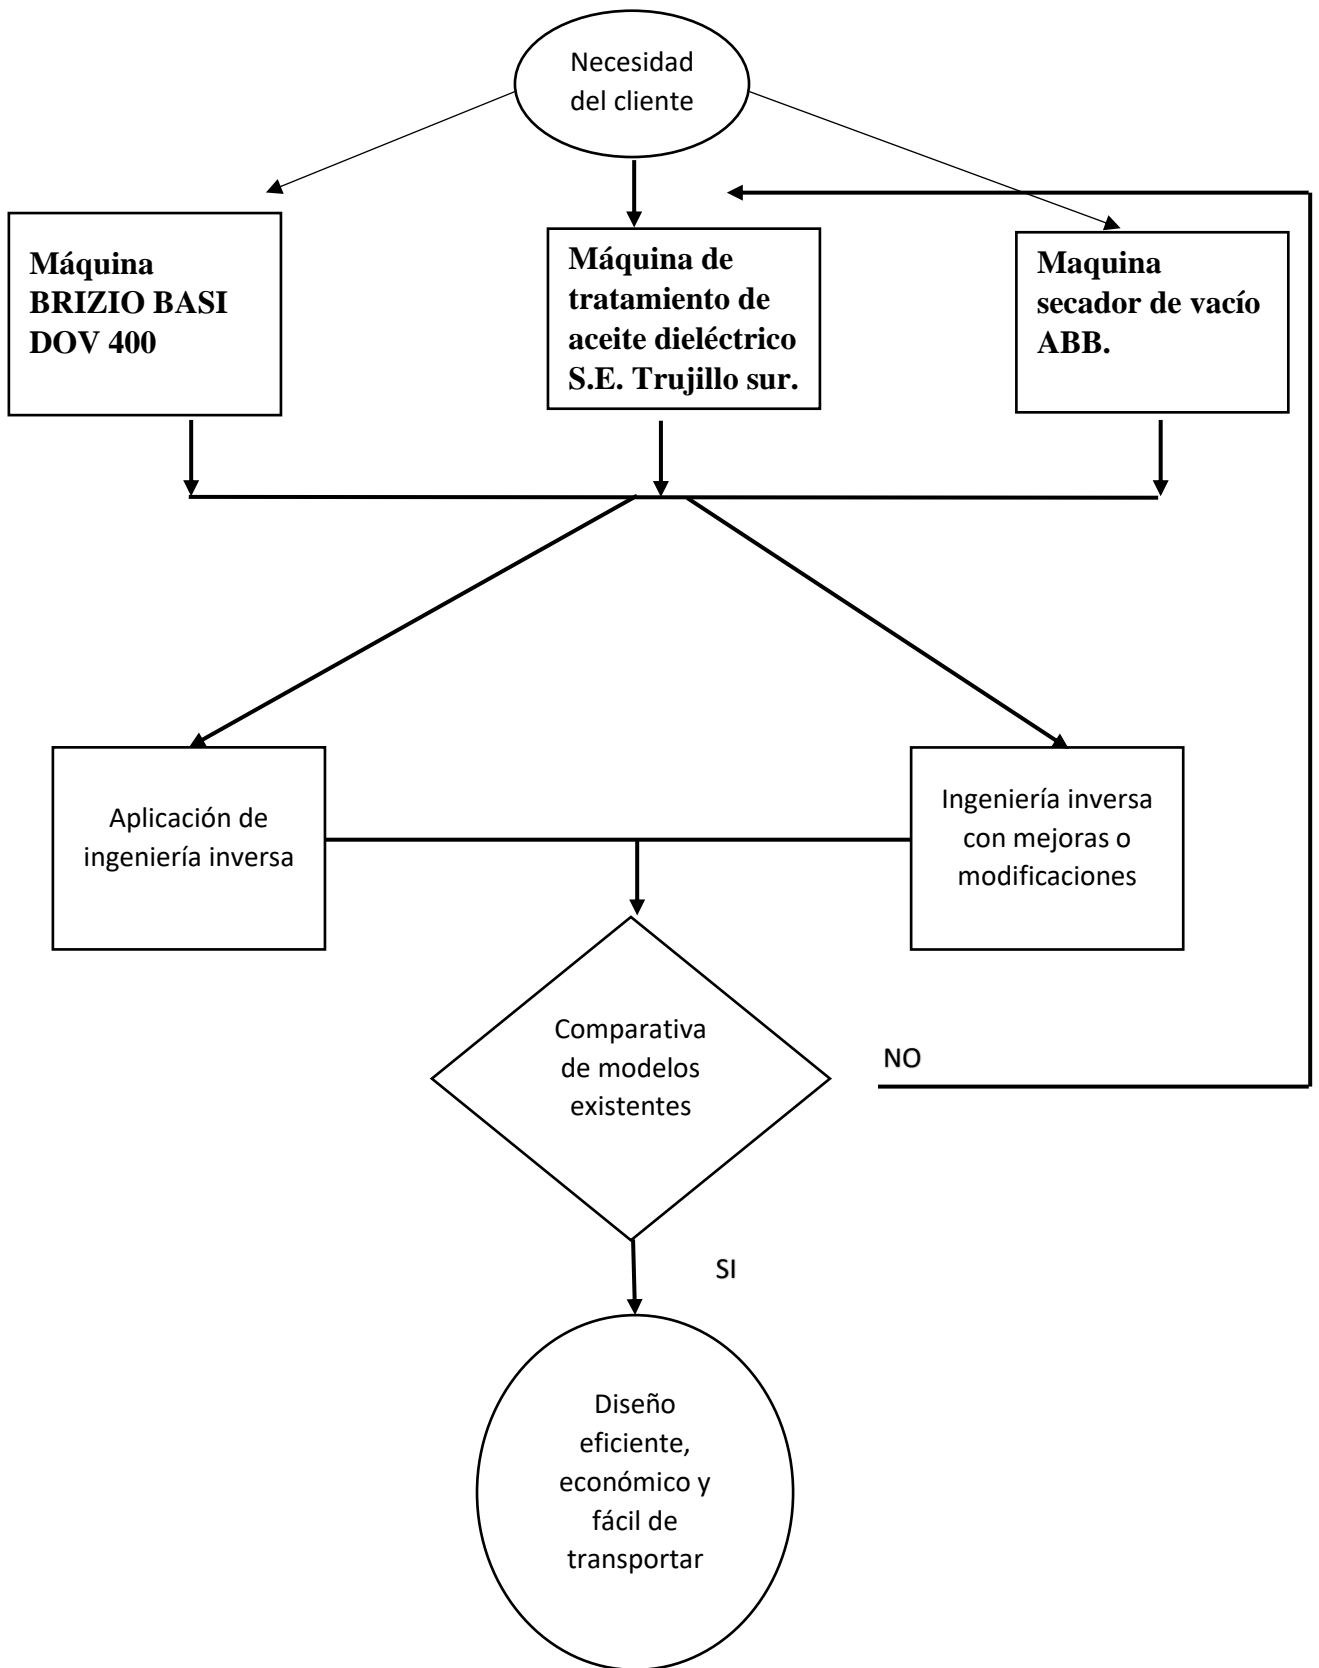 Necesidad
del cliente
Máquina
BRIZIO BASI
DOV 400
Máquina de
tratamiento de
aceite dieléctrico
S.E. Trujillo sur.
Maquina
secador de vacío
ABB.
Aplicación de
ingeniería inversa
Ingeniería inversa
con mejoras o
modificaciones
Comparativa
de modelos
existentes
NO
SI
Diseño
eficiente,
económico y
fácil de
transportar